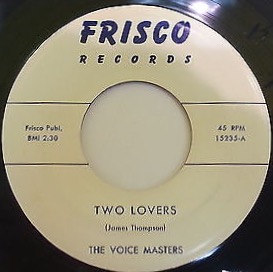 FRISCO
RECORDS
Frisco Publ.
BMI 2:30
45 RPM
15235-A
TWO LOVERS
(James Thompson)
THE VOICE MASTERS